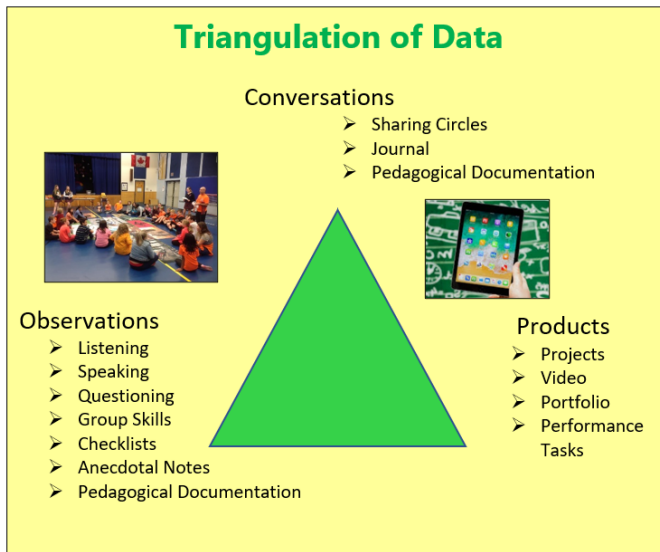 Triangulation of Data
Conversations
➢ Sharing Circles
➢ Journal
➢ Pedagogical Documentation
Observations
➢ Listening
➢ Speaking
➢ Questioning
➢ Group Skills
➢ Checklists
➢ Anecdotal Notes
➢ Pedagogical Documentation
Products
➢ Projects
➢ Video
➢ Portfolio
➢ Performance
Tasks